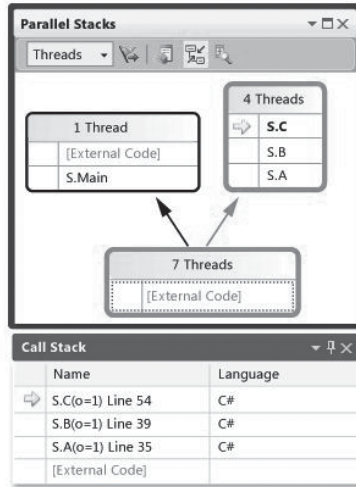 Parallel Stacks
Threads
4 Threads
S.C
S.B
S.A
1 Thread
[External Code]
S.Main
7 Threads
[External Code]
Call Stack
Name Language
S.C(o=1) Line 54 C#
S.B(o=1) Line 39 C#
S.A(o=1) Line 35 C#
[External Code]